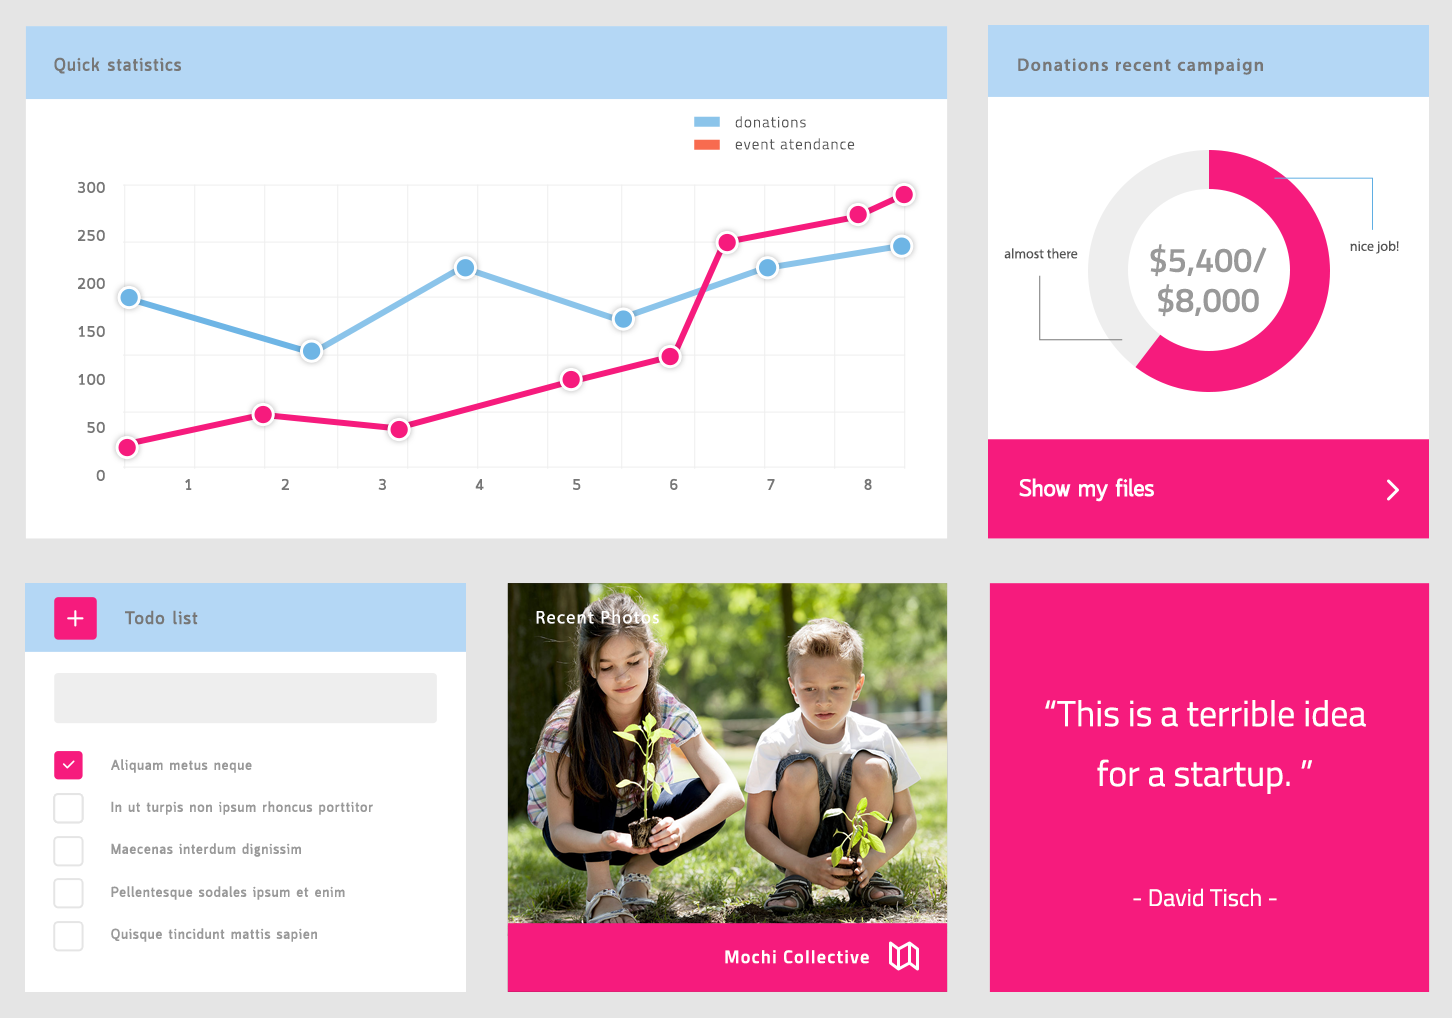 Quick statistics
donations
event atendance
300
250
200
150
100
50
0
1 2 3 4 5 6 7 8
Donations recent campaign
almost there
nice job!
$5,400/
$8,000
Show my files
Todo list
Aliquam metus neque
In ut turpis non ipsum rhoncus porttitor
Maecenas interdum dignissim
Pellentesque sodales ipsum et enim
Quisque tincidunt mattis sapien
Recent Photos
Mochi Collective
“This is a terrible idea
for a startup. ”
- David Tisch -